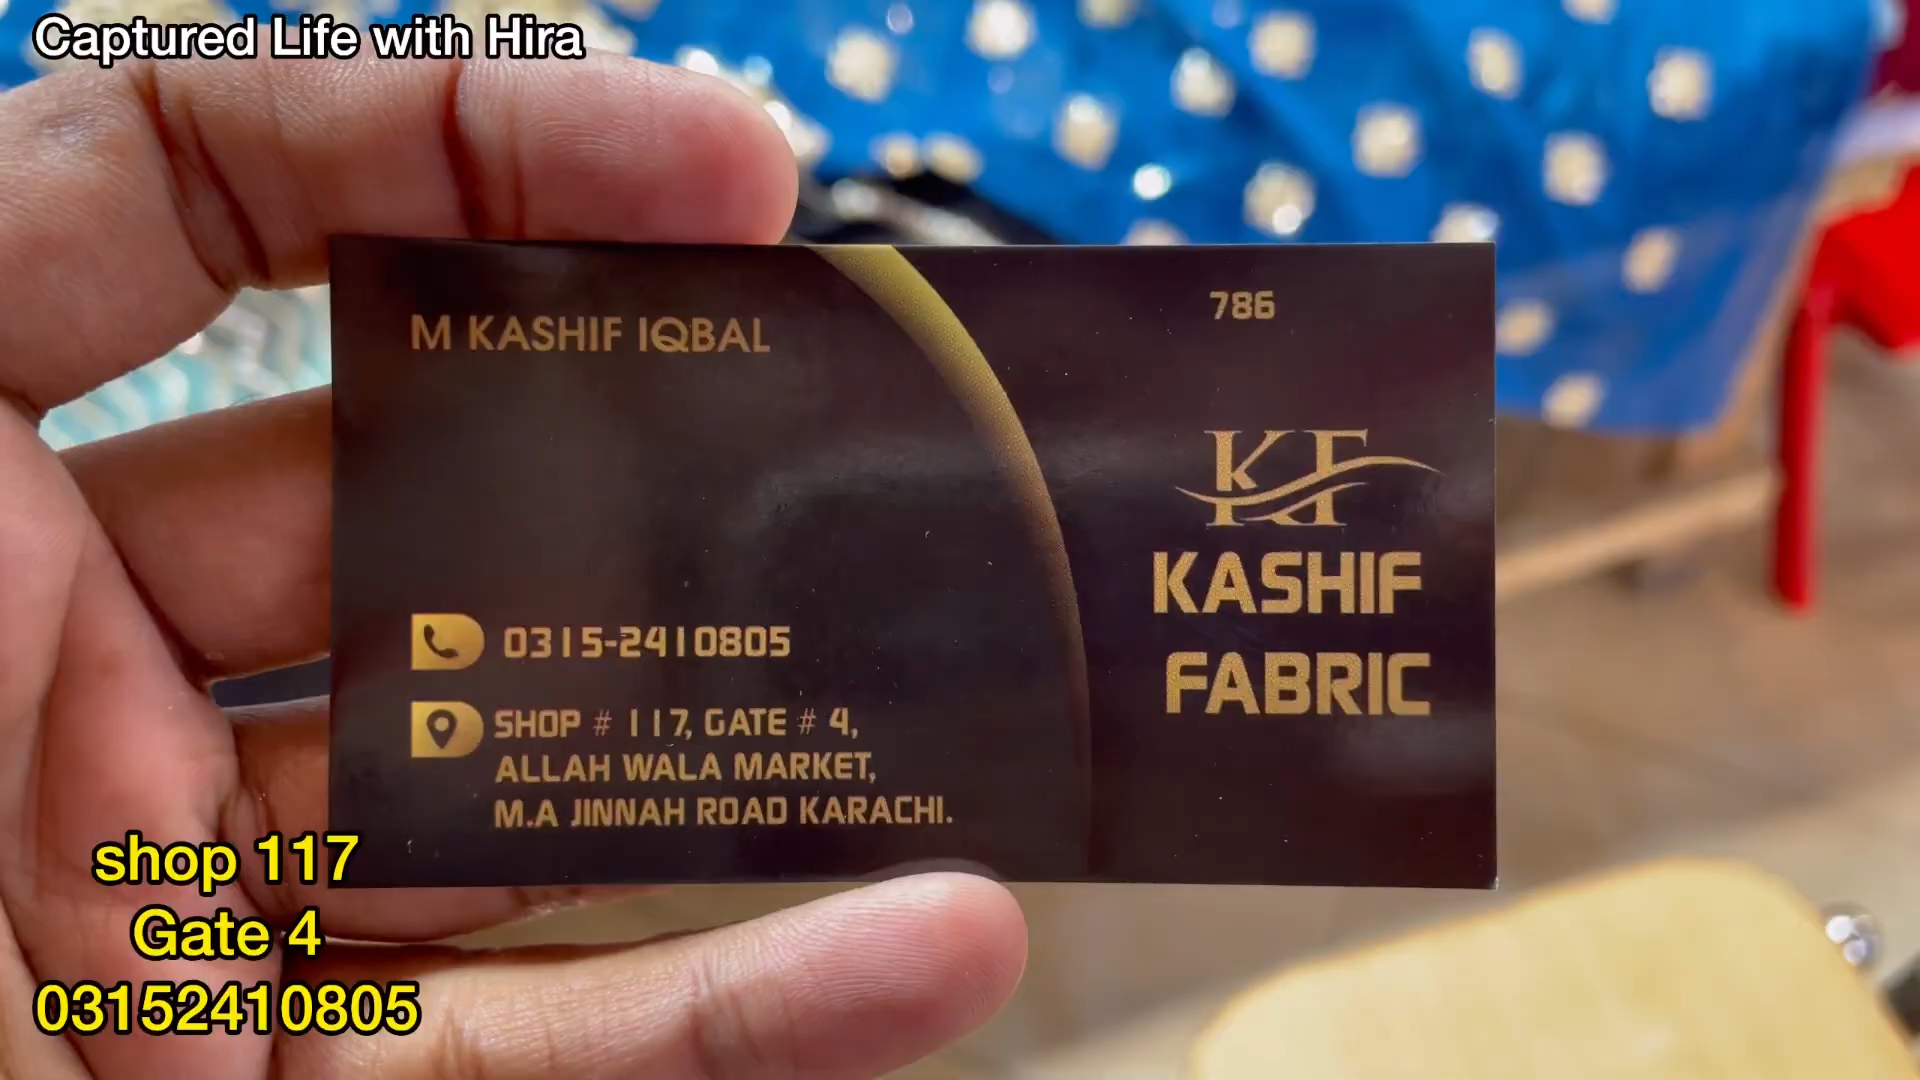 Captured Life with Hira
M KASHIF IQBAL
786
KF
KASHIF
FABRIC
0315-2410805
SHOP # 117, GATE # 4,
ALLAH WALA MARKET,
M.A JINNAH ROAD KARACHI.
shop 117
Gate 4
03152410805